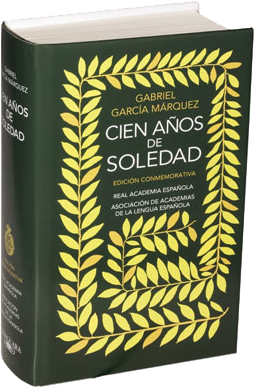 GABRIEL
GARCÍA MÁRQUEZ
CIEN AÑOS
DE
SOLEDAD
EDICIÓN CONMEMORATIVA
REAL ACADEMIA ESPAÑOLA
ASOCIACIÓN DE ACADEMIAS
DE LA LENGUA ESPAÑOLA
GABRIEL
GARCÍA MÁRQUEZ
CIEN AÑOS
DE
SOLEDAD